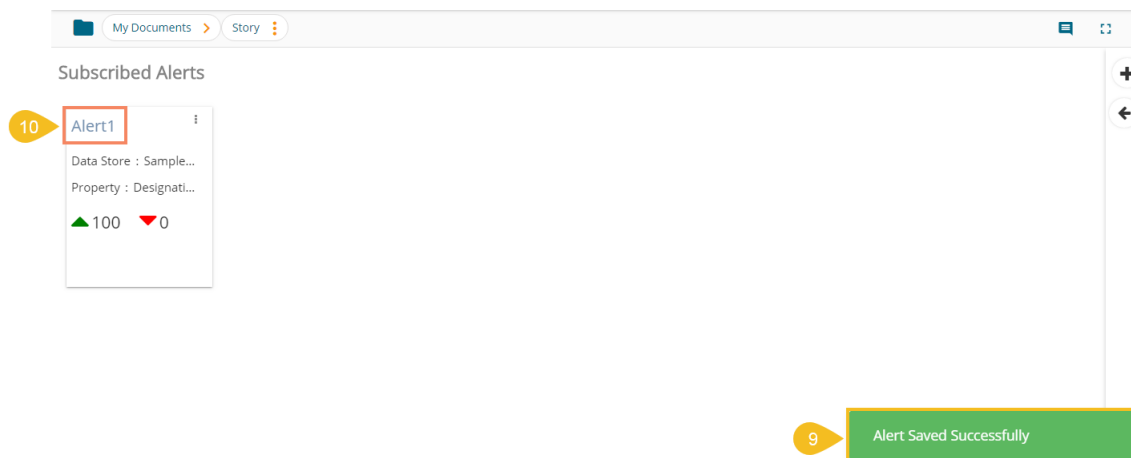 My Documents
Story
Subscribed Alerts
10
Alert1
Data Store : Sample...
Property : Designati...
100 0
9
Alert Saved Successfully